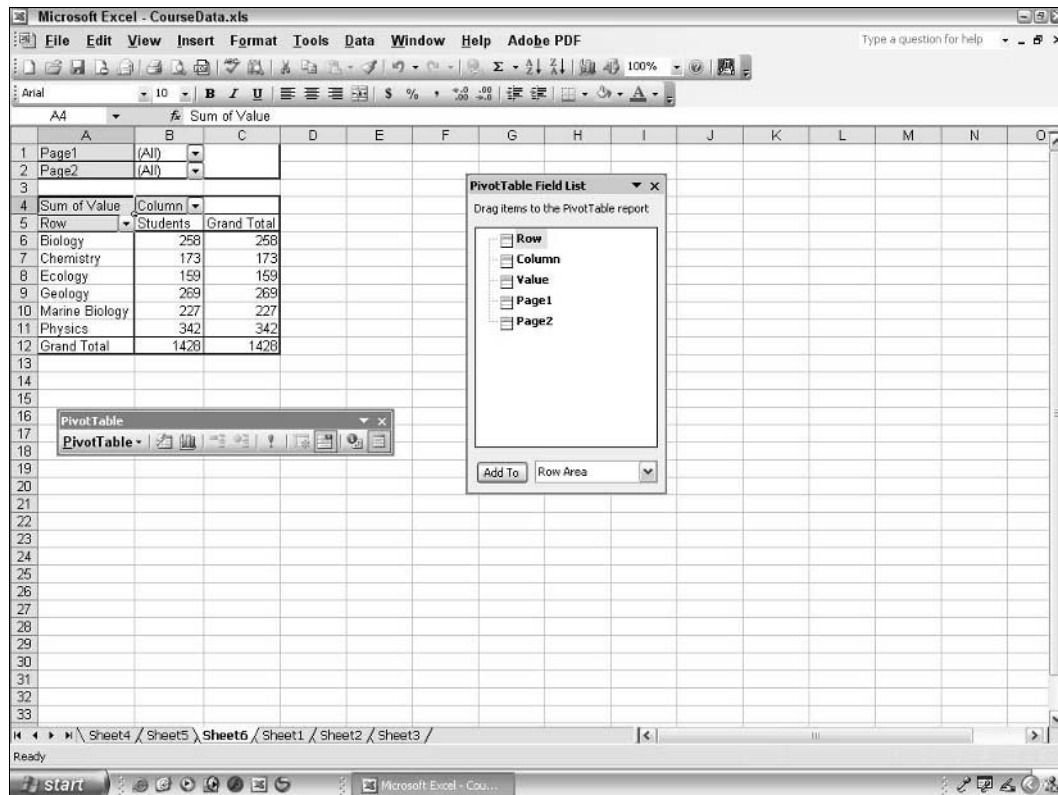 Microsoft Excel - CourseData.xls
File Edit View Insert Format Tools Data Window Help Adobe PDF Type a question for help
100%
Arial 10 B I U $ % , A
A4 fx Sum of Value
A B C D E F G H I J K L M N O
1 Page1 (All)
2 Page2 (All)
3
4 Sum of Value Column
5 Row Students Grand Total
6 Biology 258 258
7 Chemistry 173 173
8 Ecology 159 159
9 Geology 269 269
10 Marine Biology 227 227
11 Physics 342 342
12 Grand Total 1428 1428
13
14
15
16
17
18
19
20
21
22
23
24
25
26
27
28
29
30
31
32
33
PivotTable
PivotTable
PivotTable Field List
Drag items to the PivotTable report
Row
Column
Value
Page1
Page2
Add To Row Area
Sheet4 Sheet5 Sheet6 Sheet1 Sheet2 Sheet3
Ready
start Microsoft Excel - Cou...